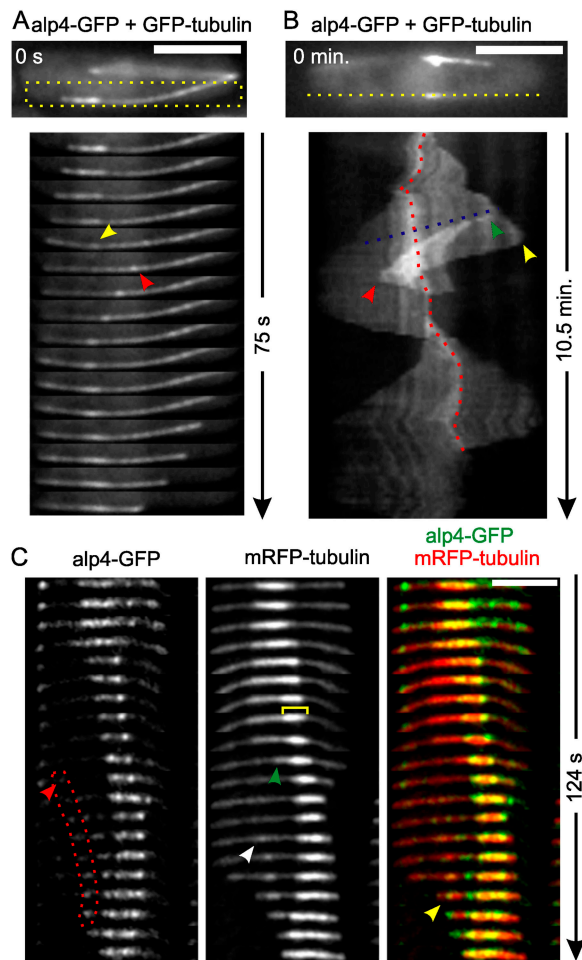 A alp4-GFP + GFP-tubulin
0 s
75 s
B alp4-GFP + GFP-tubulin
0 min.
10.5 min.
C
alp4-GFP
mRFP-tubulin
alp4-GFP
mRFP-tubulin
124 s